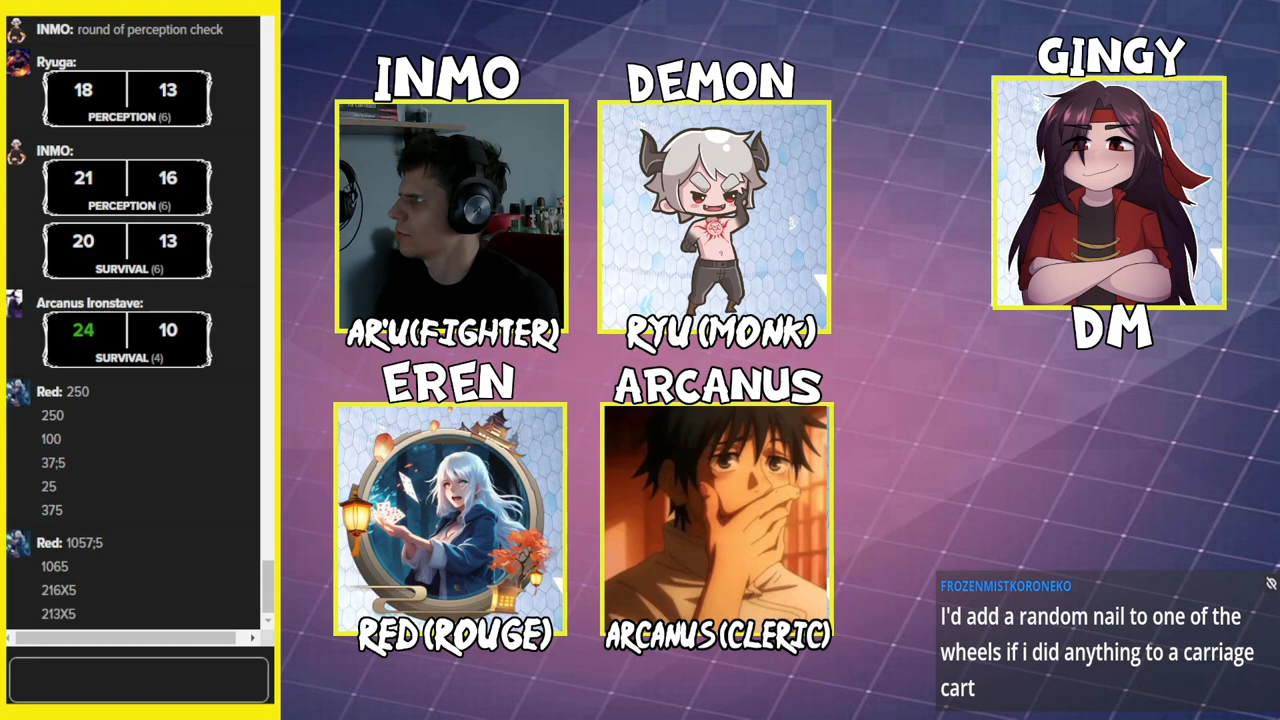 INMO: round of perception check
Ryuga:
18 13
PERCEPTION (6)
INMO:
21 16
PERCEPTION (6)
20 13
SURVIVAL (6)
Arcanus Ironstave:
24 10
SURVIVAL (4)
Red: 250
250
100
37;5
25
375
Red: 1057;5
1065
216X5
213X5
INMO
AR'U(FIGHTER)
DEMON
RYU(MONK)
EREN
RED(ROUGE)
ARCANUS
ARCANUS(CLERIC)
GINGY
DM
FROZENMISTKORONEKO
I'd add a random nail to one of the
wheels if i did anything to a carriage
cart